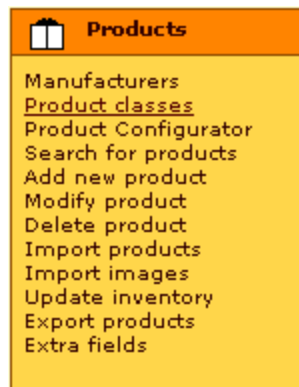 Products
Manufacturers
Product classes
Product Configurator
Search for products
Add new product
Modify product
Delete product
Import products
Import images
Update inventory
Export products
Extra fields